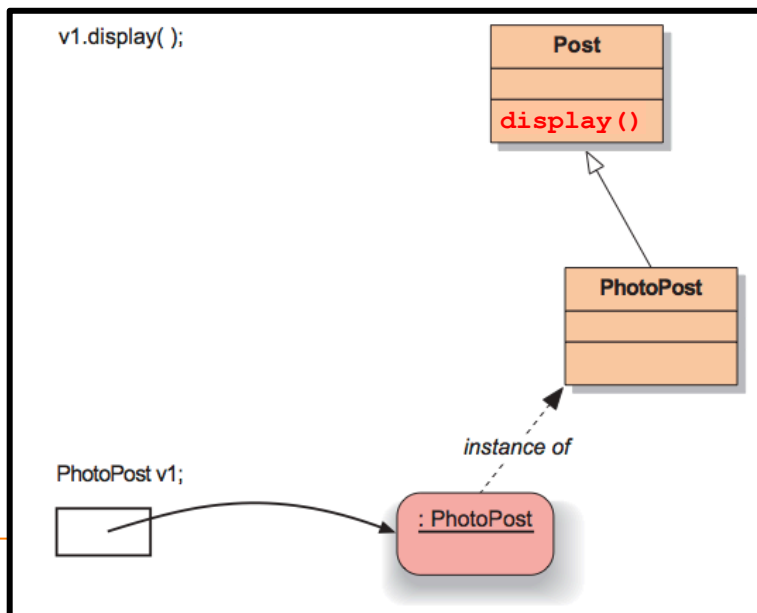 v1.display( );
Post
display()
PhotoPost
instance of
PhotoPost v1;
: PhotoPost